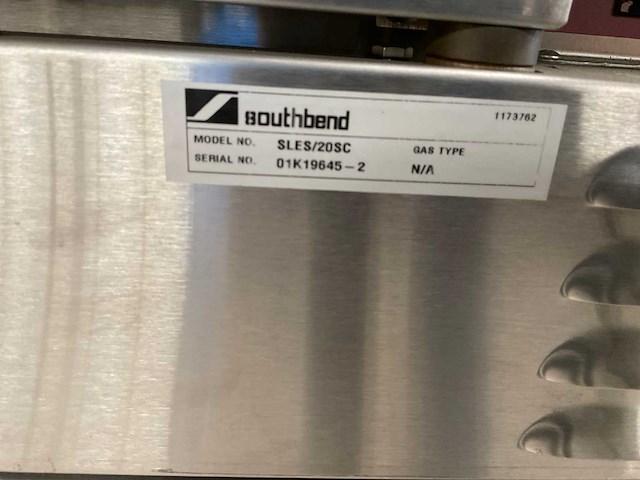 southbend 1173762
MODEL NO. SLES/20SC GAS TYPE
SERIAL NO. 01K19645-2 N/A